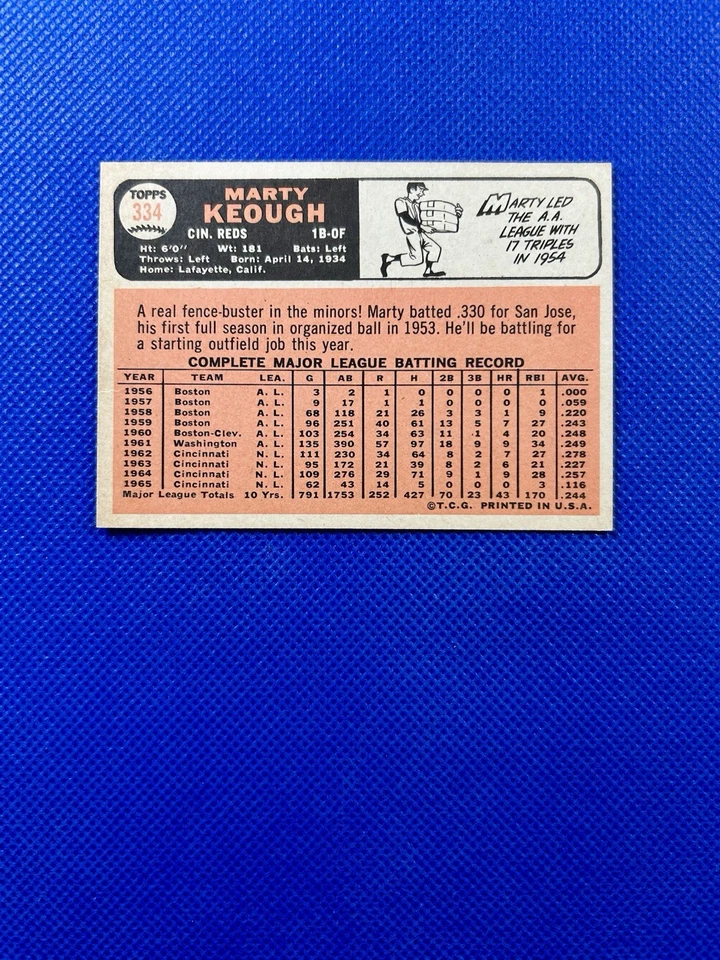 TOPPS
334
MARTY
KEOUGH
CIN. REDS 1B-OF
Ht: 6'0" Wt: 181 Bats: Left
Throws: Left Born: April 14, 1934
Home: Lafayette, Calif.
MARTY LED
THE A.A.
LEAGUE WITH
17 TRIPLES
IN 1954
A real fence-buster in the minors! Marty batted .330 for San Jose,
his first full season in organized ball in 1953. He'll be battling for
a starting outfield job this year.
COMPLETE MAJOR LEAGUE BATTING RECORD
YEAR TEAM LEA. G AB R H 2B 3B HR RBI AVG.
1956 Boston A. L. 3 2 1 0 0 0 0 1 .000
1957 Boston A. L. 9 17 1 1 0 0 0 0 .059
1958 Boston A. L. 68 118 21 26 3 3 1 9 .220
1959 Boston A. L. 96 251 40 61 13 5 7 27 .243
1960 Boston-Clev. A. L. 103 254 34 63 11 1 4 20 .248
1961 Washington A. L. 135 390 57 97 18 9 9 34 .249
1962 Cincinnati N. L. 111 230 34 64 8 2 7 27 .278
1963 Cincinnati N. L. 95 172 21 39 8 2 6 21 .227
1964 Cincinnati N. L. 109 276 29 71 9 1 9 28 .257
1965 Cincinnati N. L. 62 43 14 5 0 0 0 3 .116
Major League Totals 10 Yrs. 791 1753 252 427 70 23 43 170 .244
©T.C.G. PRINTED IN U.S.A.